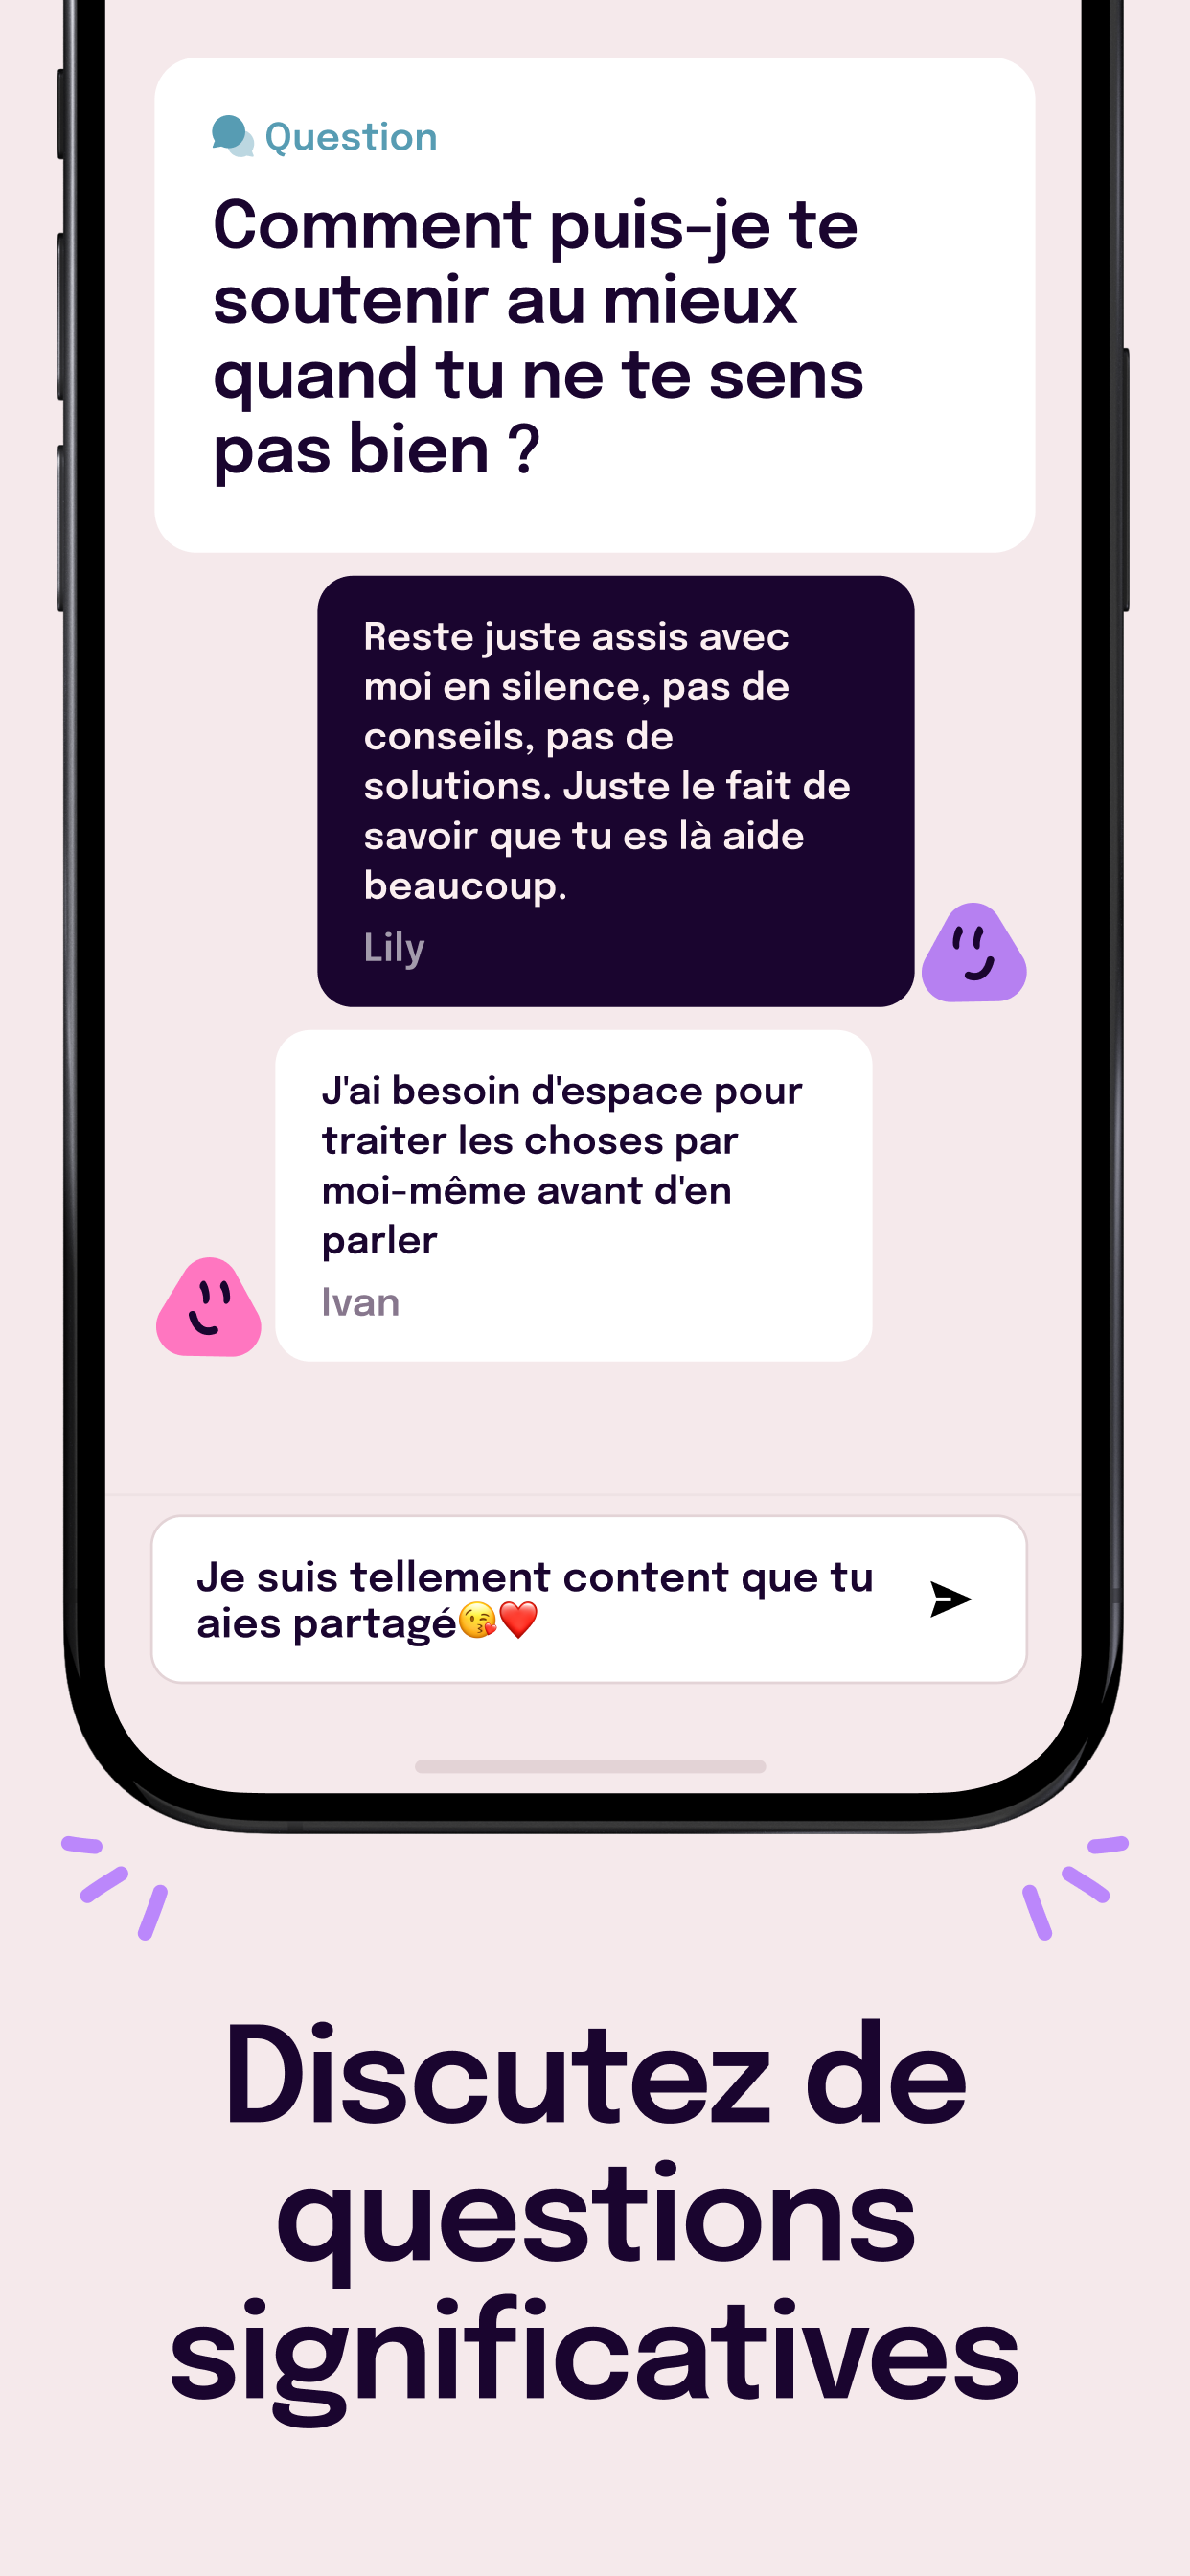 Question
Comment puis-je te
soutenir au mieux
quand tu ne te sens
pas bien ?
Reste juste assis avec
moi en silence, pas de
conseils, pas de
solutions. Juste le fait de
savoir que tu es là aide
beaucoup.
Lily
J'ai besoin d'espace pour
traiter les choses par
moi-même avant d'en
parler
Ivan
Je suis tellement content que tu
aies partagé😘❤️
Discutez de
questions
significatives